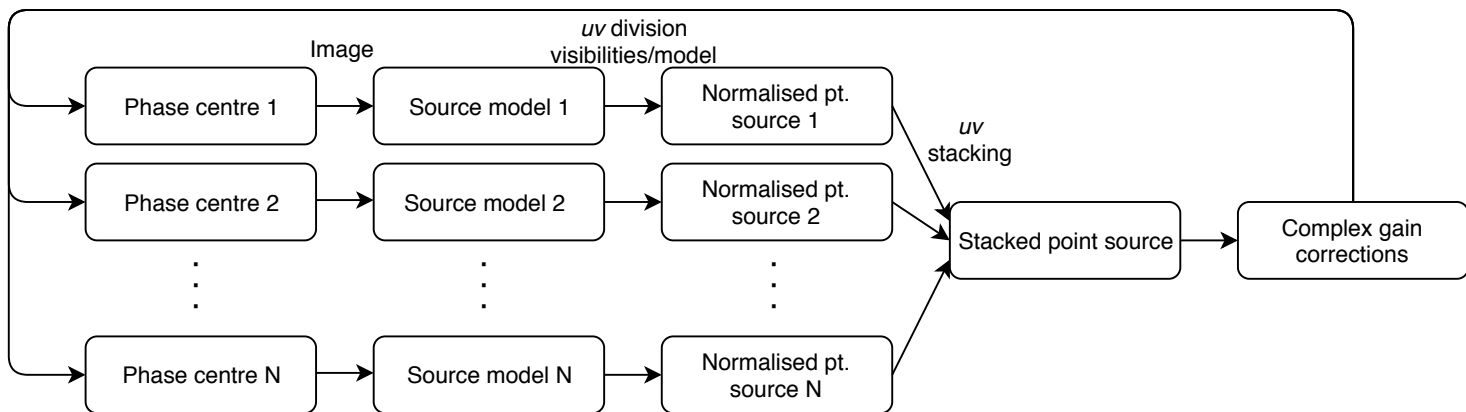 uv division
visibilities/model
Image
Phase centre 1
Source model 1
Normalised pt.
source 1
uv
stacking
Phase centre 2
Source model 2
Normalised pt.
source 2
Stacked point source
Complex gain
corrections
Phase centre N
Source model N
Normalised pt.
source N